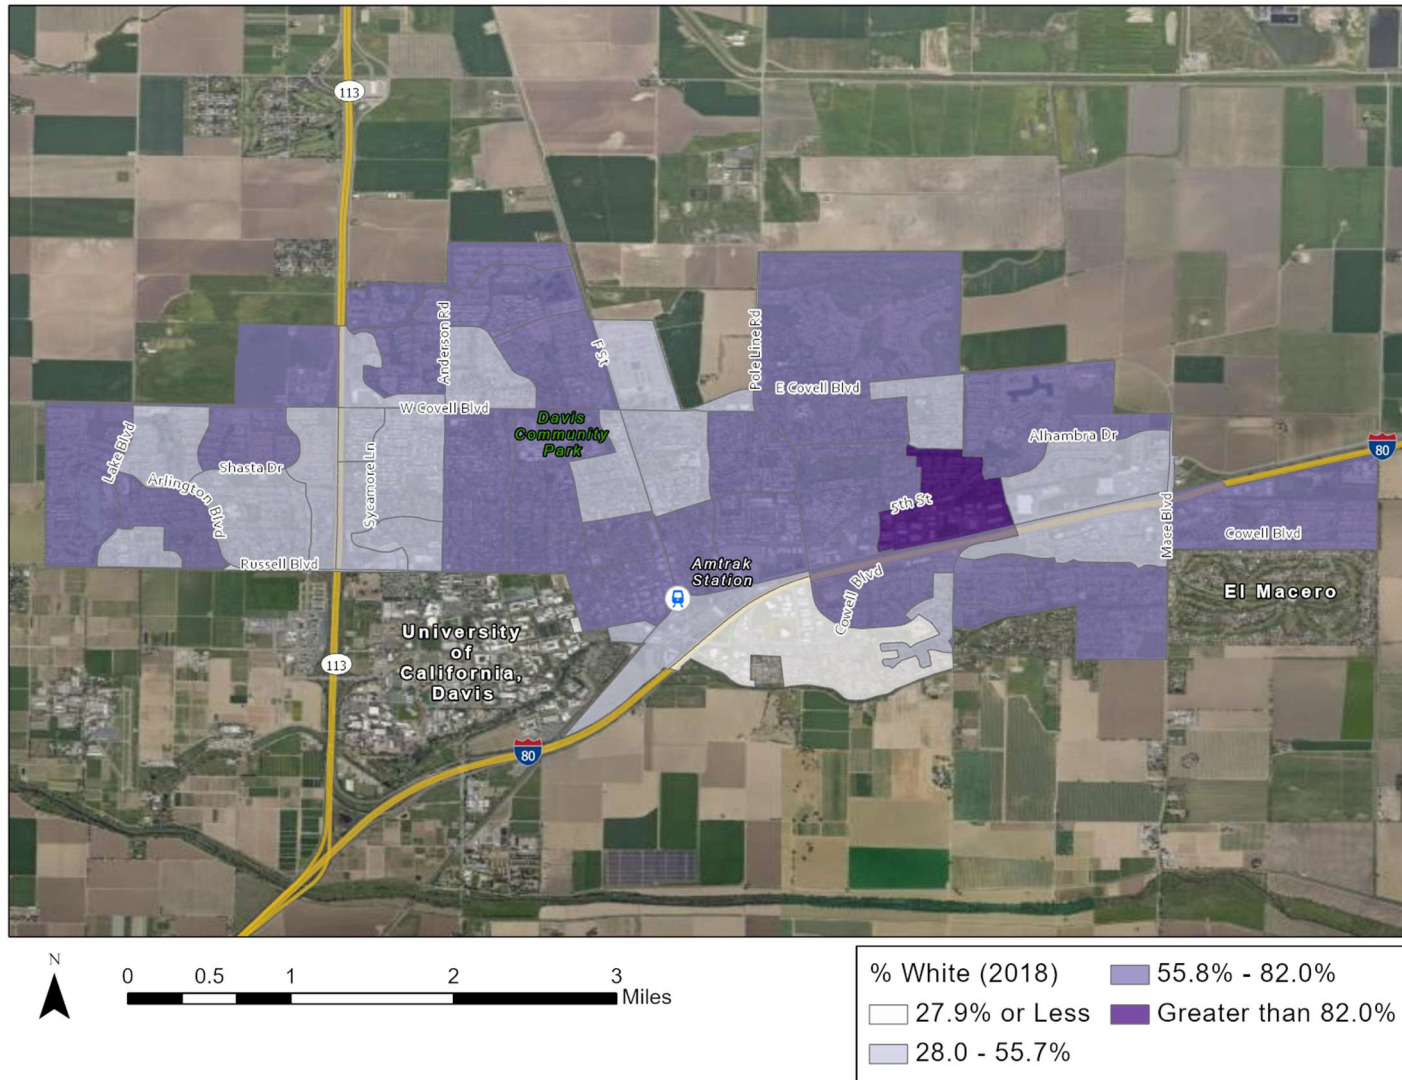 113
Anderson Rd
F St
Pole Line Rd
E Covell Blvd
W Covell Blvd
Davis
Community
Park
Lake Blvd
Shasta Dr
Arlington Blvd
Sycamore Ln
Alhambra Dr
80
5th St
Mace Blvd
Cowell Blvd
Russell Blvd
Amtrak
Station
Cowell Blvd
El Macero
University
of
California,
Davis
113
80
N
0 0.5 1 2 3
Miles
% White (2018)
27.9% or Less
28.0 - 55.7%
55.8% - 82.0%
Greater than 82.0%